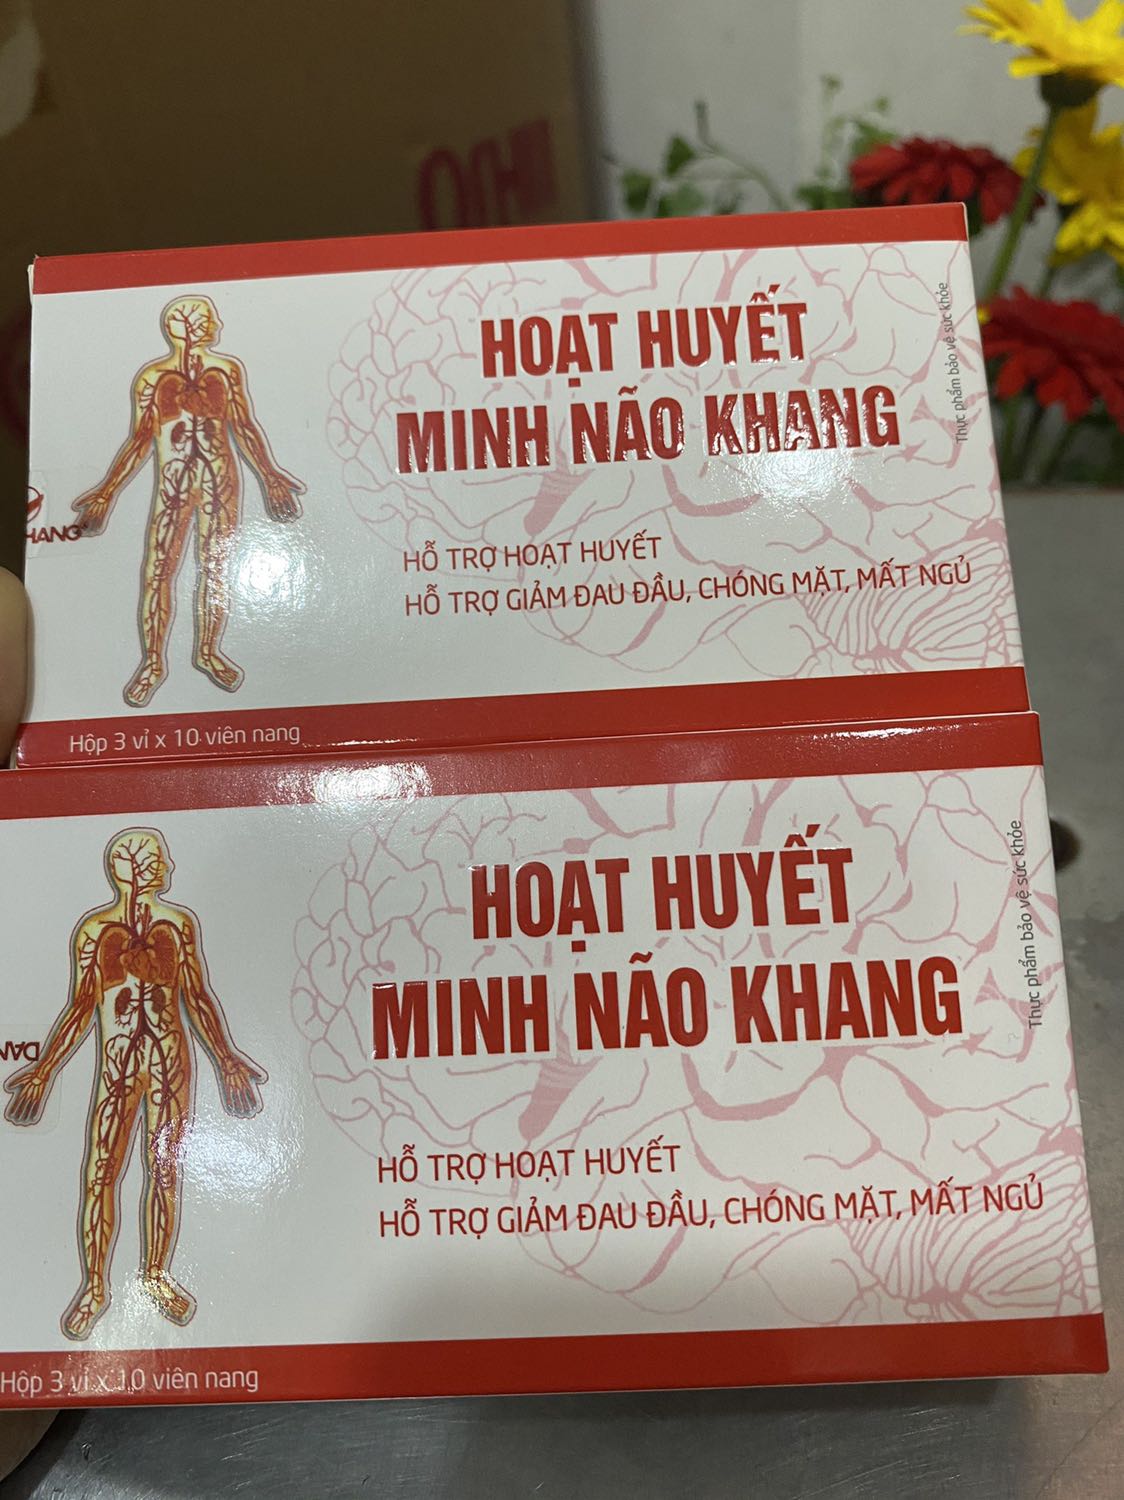 HOẠT HUYẾT
MINH NÃO KHANG
HỖ TRỢ HOẠT HUYẾT
HỖ TRỢ GIẢM ĐAU ĐẦU, CHÓNG MẶT, MẤT NGỦ
Thực phẩm bảo vệ sức khỏe
Hộp 3 vỉ x 10 viên nang
HOẠT HUYẾT
MINH NÃO KHANG
HỖ TRỢ HOẠT HUYẾT
HỖ TRỢ GIẢM ĐAU ĐẦU, CHÓNG MẶT, MẤT NGỦ
Thực phẩm bảo vệ sức khỏe
Hộp 3 vỉ x 10 viên nang